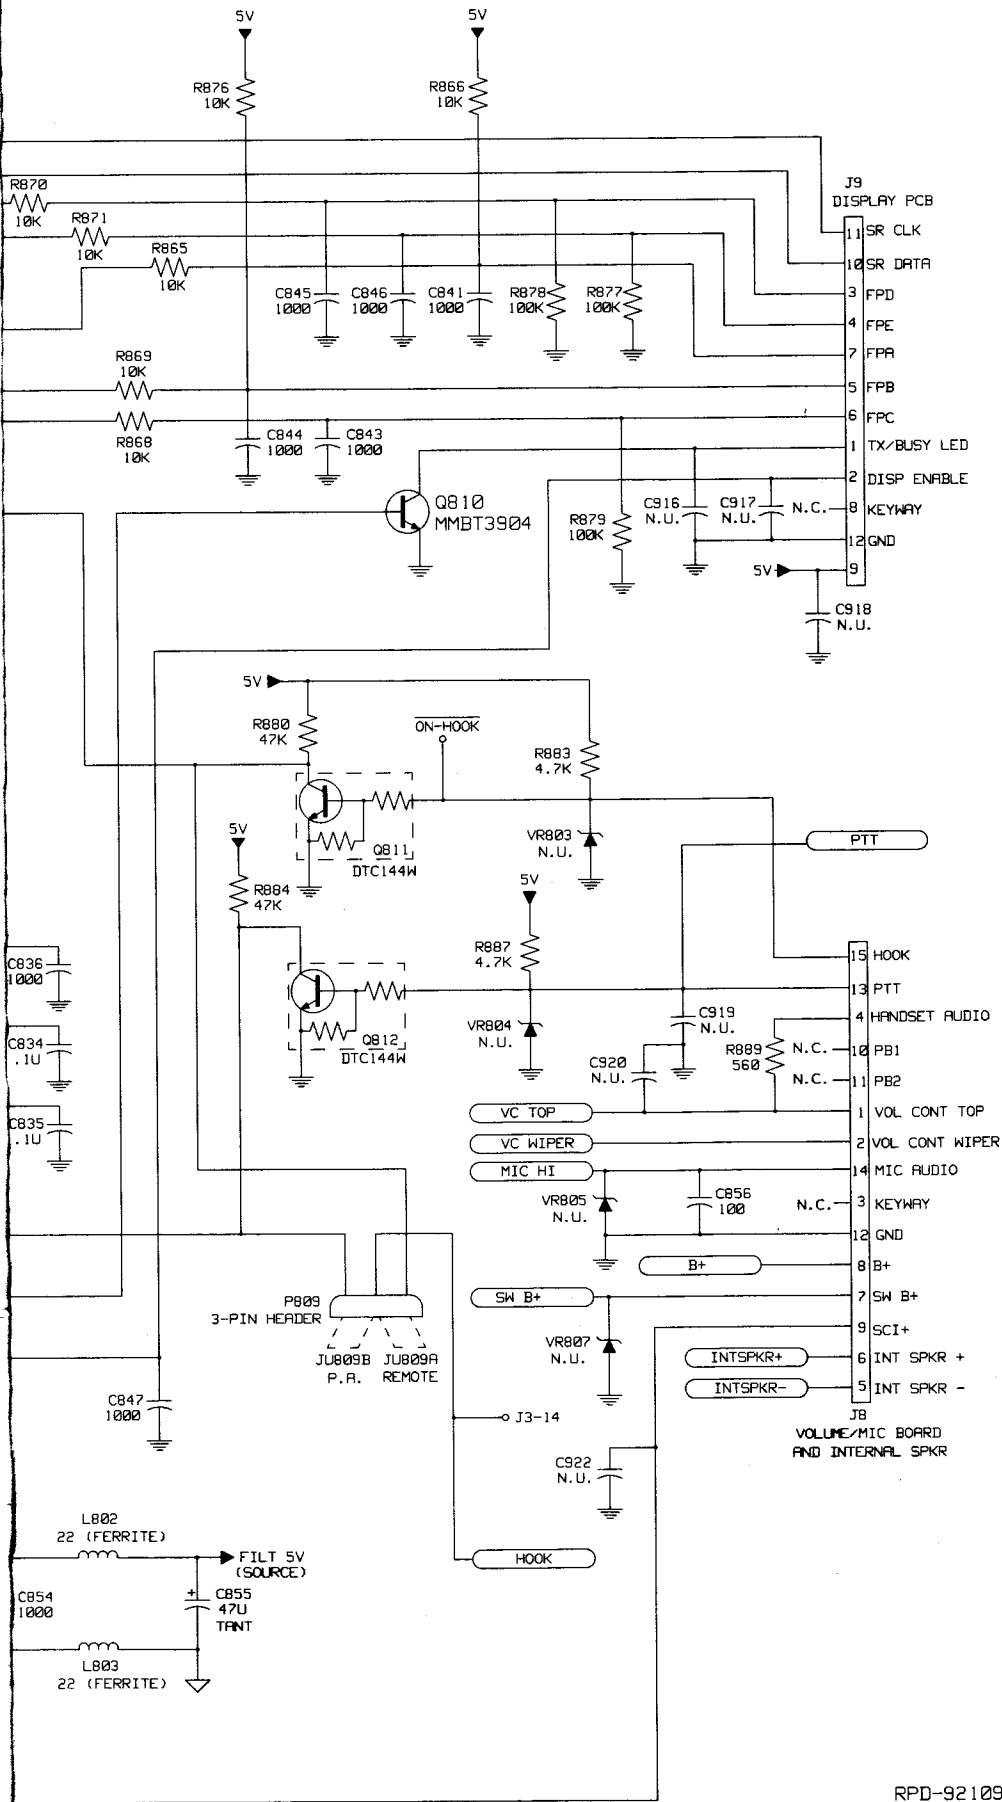 5V
5V
R876
10K
R866
10K
J9
DISPLAY PCB
R870
10K
R871
10K
R865
10K
11 SR CLK
10 SR DATA
3 FPD
4 FPE
7 FPA
5 FPB
6 FPC
1 TX/BUSY LED
2 DISP ENABLE
N.C. 8 KEYWAY
12 GND
5V 9
C845
1000
C846
1000
C841
1000
R878
100K
R877
100K
R869
10K
R868
10K
C844
1000
C843
1000
Q810
MMBT3904
R879
100K
C916
N.U.
C917
N.U.
C918
N.U.
5V
R880
47K
ON-HOOK
R883
4.7K
VR803
N.U.
Q811
DTC144W
PTT
5V
R884
47K
5V
R887
4.7K
VR804
N.U.
Q812
DTC144W
C919
N.U.
C920
N.U.
R889
560
C836
1000
C834
.1U
C835
.1U
15 HOOK
13 PTT
4 HANDSET AUDIO
N.C. 10 PB1
N.C. 11 PB2
VC TOP
1 VOL CONT TOP
VC WIPER
2 VOL CONT WIPER
MIC HI
14 MIC AUDIO
VR805
N.U.
C856
100
N.C. 3 KEYWAY
12 GND
B+
8 B+
SW B+
7 SW B+
9 SCI+
VR807
N.U.
INTSPKR+
6 INT SPKR +
INTSPKR-
5 INT SPKR -
J8
VOLUME/MIC BOARD
AND INTERNAL SPKR
P809
3-PIN HEADER
JU809B
P.A.
JU809A
REMOTE
C847
1000
J3-14
C922
N.U.
HOOK
L802
22 (FERRITE)
FILT 5V
(SOURCE)
C854
1000
+
C855
47U
TANT
L803
22 (FERRITE)
RPD-92109